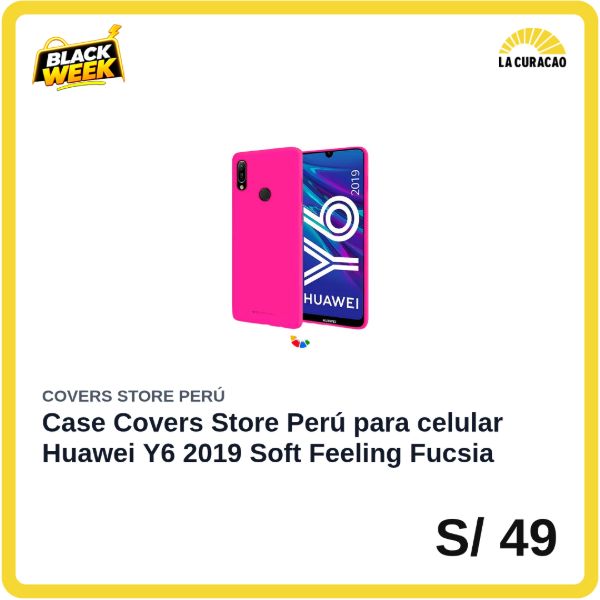 BLACK
WEEK
LA CURACAO
Y6 2019
HUAWEI
HUAWEI
COVERS STORE PERÚ
Case Covers Store Perú para celular
Huawei Y6 2019 Soft Feeling Fucsia
S/ 49